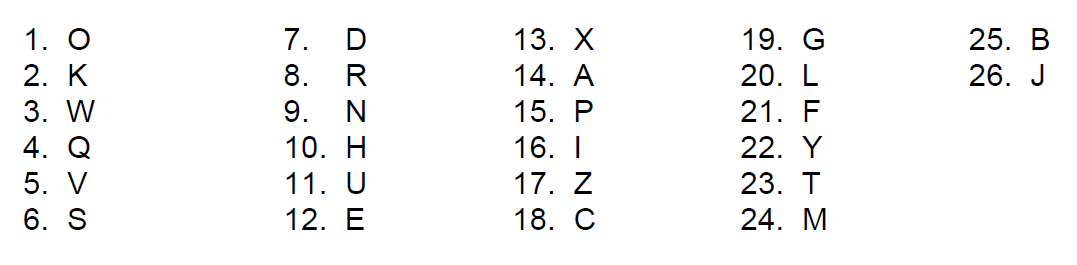 1. O
2. K
3. W
4. Q
5. V
6. S
7. D
8. R
9. N
10. H
11. U
12. E
13. X
14. A
15. P
16. I
17. Z
18. C
19. G
20. L
21. F
22. Y
23. T
24. M
25. B
26. J